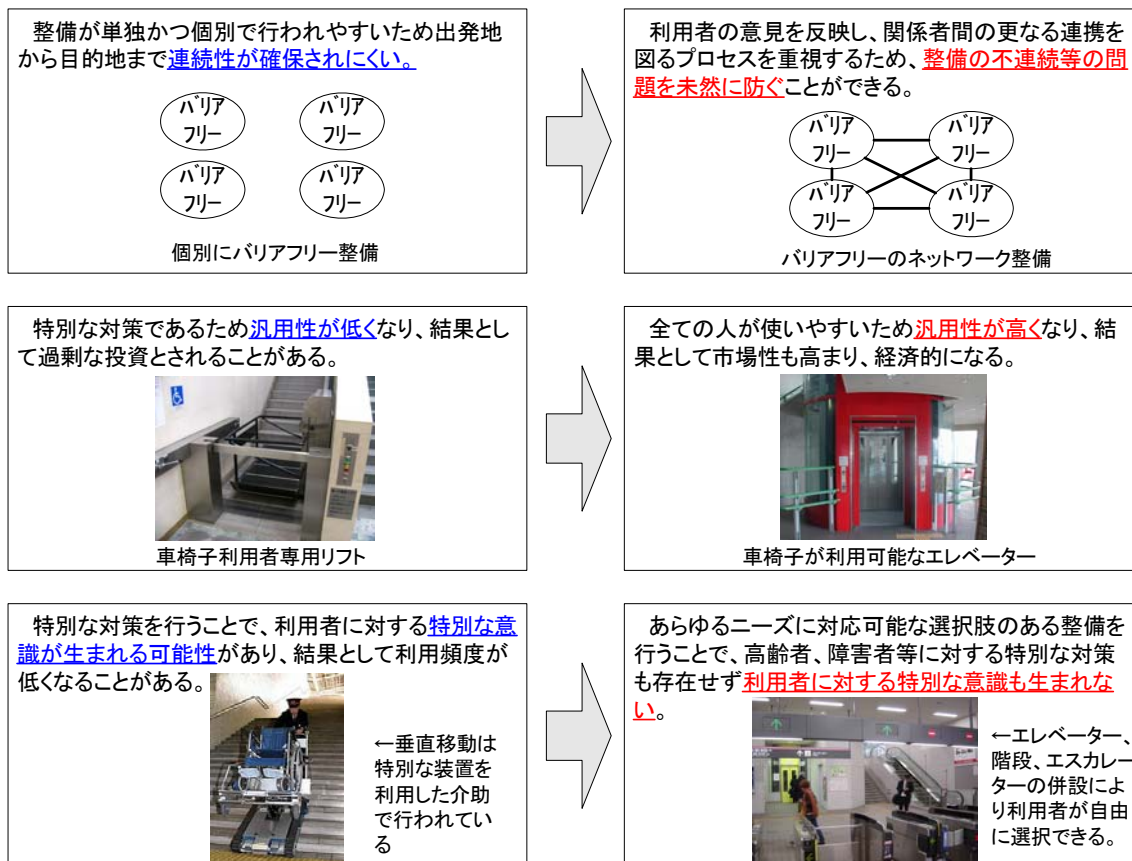 整備が単独かつ個別で行われやすいため出発地
から目的地まで連続性が確保されにくい。
バリア
フリー
バリア
フリー
バリア
フリー
バリア
フリー
個別にバリアフリー整備
利用者の意見を反映し、関係者間の更なる連携を
図るプロセスを重視するため、整備の不連続等の問
題を未然に防ぐことができる。
バリア
フリー
バリア
フリー
バリア
フリー
バリア
フリー
バリアフリーのネットワーク整備
特別な対策であるため汎用性が低くなり、結果とし
て過剰な投資とされることがある。
車椅子利用者専用リフト
全ての人が使いやすいため汎用性が高くなり、結
果として市場性も高まり、経済的になる。
車椅子が利用可能なエレベーター
特別な対策を行うことで、利用者に対する特別な意
識が生まれる可能性があり、結果として利用頻度が
低くなることがある。
←垂直移動は
特別な装置を
利用した介助
で行われてい
る
あらゆるニーズに対応可能な選択肢のある整備を
行うことで、高齢者、障害者等に対する特別な対策
も存在せず利用者に対する特別な意識も生まれな
い。
←エレベーター、
階段、エスカレー
ターの併設によ
り利用者が自由
に選択できる。